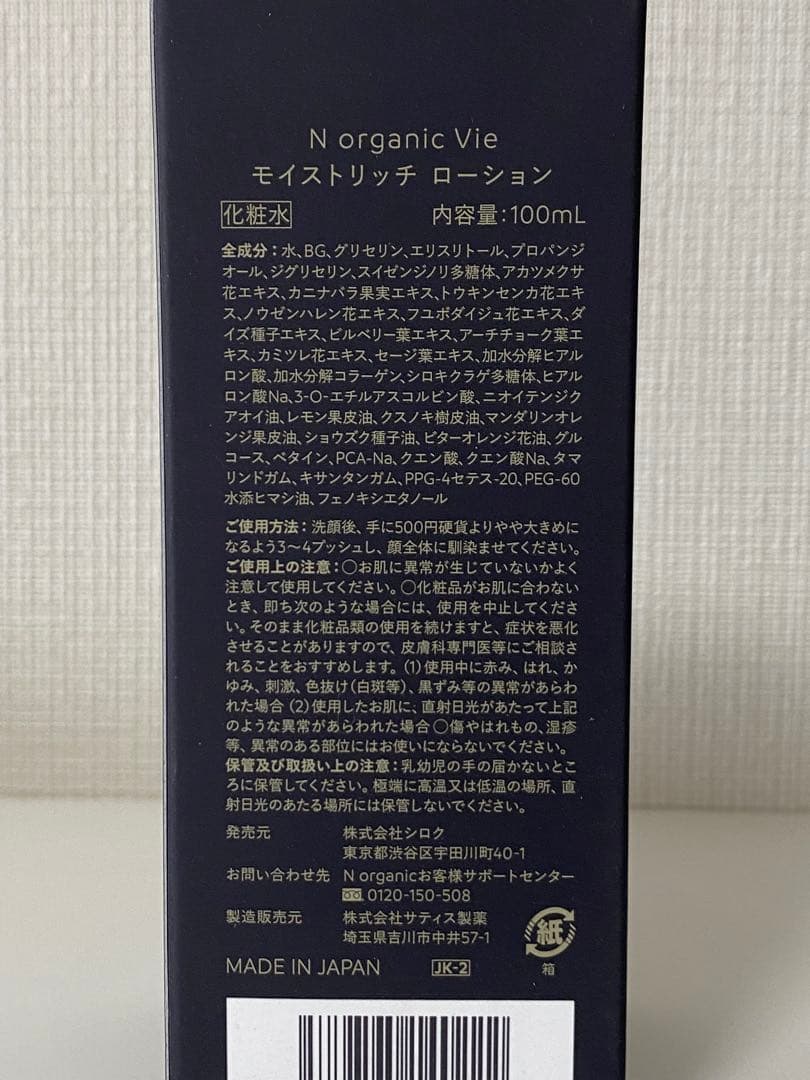 N organic Vie
モイストリッチ ローション
化粧水 内容量：100mL
全成分：水、BG、グリセリン、エリスリトール、プロパンジ
オール、ジグリセリン、スイゼンジノリ多糖体、アカツメクサ
花エキス、カニナバラ果実エキス、トウキンセンカ花エキ
ス、ノウゼンハレン花エキス、フユボダイジュ花エキス、ダ
イズ種子エキス、ビルベリー葉エキス、アーチチョーク葉エ
キス、カミツレ花エキス、セージ葉エキス、加水分解ヒアル
ロン酸、加水分解コラーゲン、シロキクラゲ多糖体、ヒアル
ロン酸Na、3-O-エチルアスコルビン酸、ニオイテンジク
アオイ油、レモン果皮油、クスノキ樹皮油、マンダリンオレ
ンジ果皮油、ショウズク種子油、ビターオレンジ花油、グル
コース、ベタイン、PCA-Na、クエン酸、クエン酸Na、タマ
リンドガム、キサンタンガム、PPG-4セテス-20、PEG-60
水添ヒマシ油、フェノキシエタノール
ご使用方法：洗顔後、手に500円硬貨よりやや大きめに
なるよう3〜4プッシュし、顔全体に馴染ませてください。
ご使用上の注意：〇お肌に異常が生じていないかよく
注意して使用してください。〇化粧品がお肌に合わない
とき、即ち次のような場合には、使用を中止してくださ
い。そのまま化粧品類の使用を続けますと、症状を悪化
させることがありますので、皮膚科専門医等にご相談さ
れることをおすすめします。(1)使用中に赤み、はれ、か
ゆみ、刺激、色抜け(白斑等)、黒ずみ等の異常があらわ
れた場合 (2)使用したお肌に、直射日光があたって上記
のような異常があらわれた場合 〇傷やはれもの、湿疹
等、異常のある部位にはお使いにならないでください。
保管及び取扱い上の注意：乳幼児の手の届かないとこ
ろに保管してください。極端に高温又は低温の場所、直
射日光のあたる場所には保管しないでください。
発売元 株式会社シロク
東京都渋谷区宇田川町40-1
お問い合わせ先 N organicお客様サポートセンター
0120-150-508
製造販売元 株式会社サティス製薬
埼玉県吉川市中井57-1
紙
箱
MADE IN JAPAN JK-2